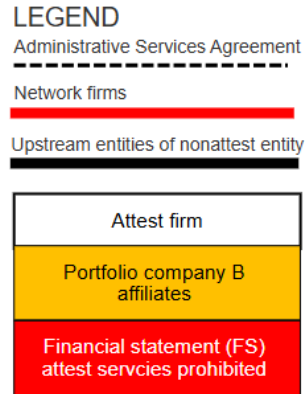 LEGEND
Administrative Services Agreement
Network firms
Upstream entities of nonattest entity
Attest firm
Portfolio company B
affiliates
Financial statement (FS)
attest servcies prohibited